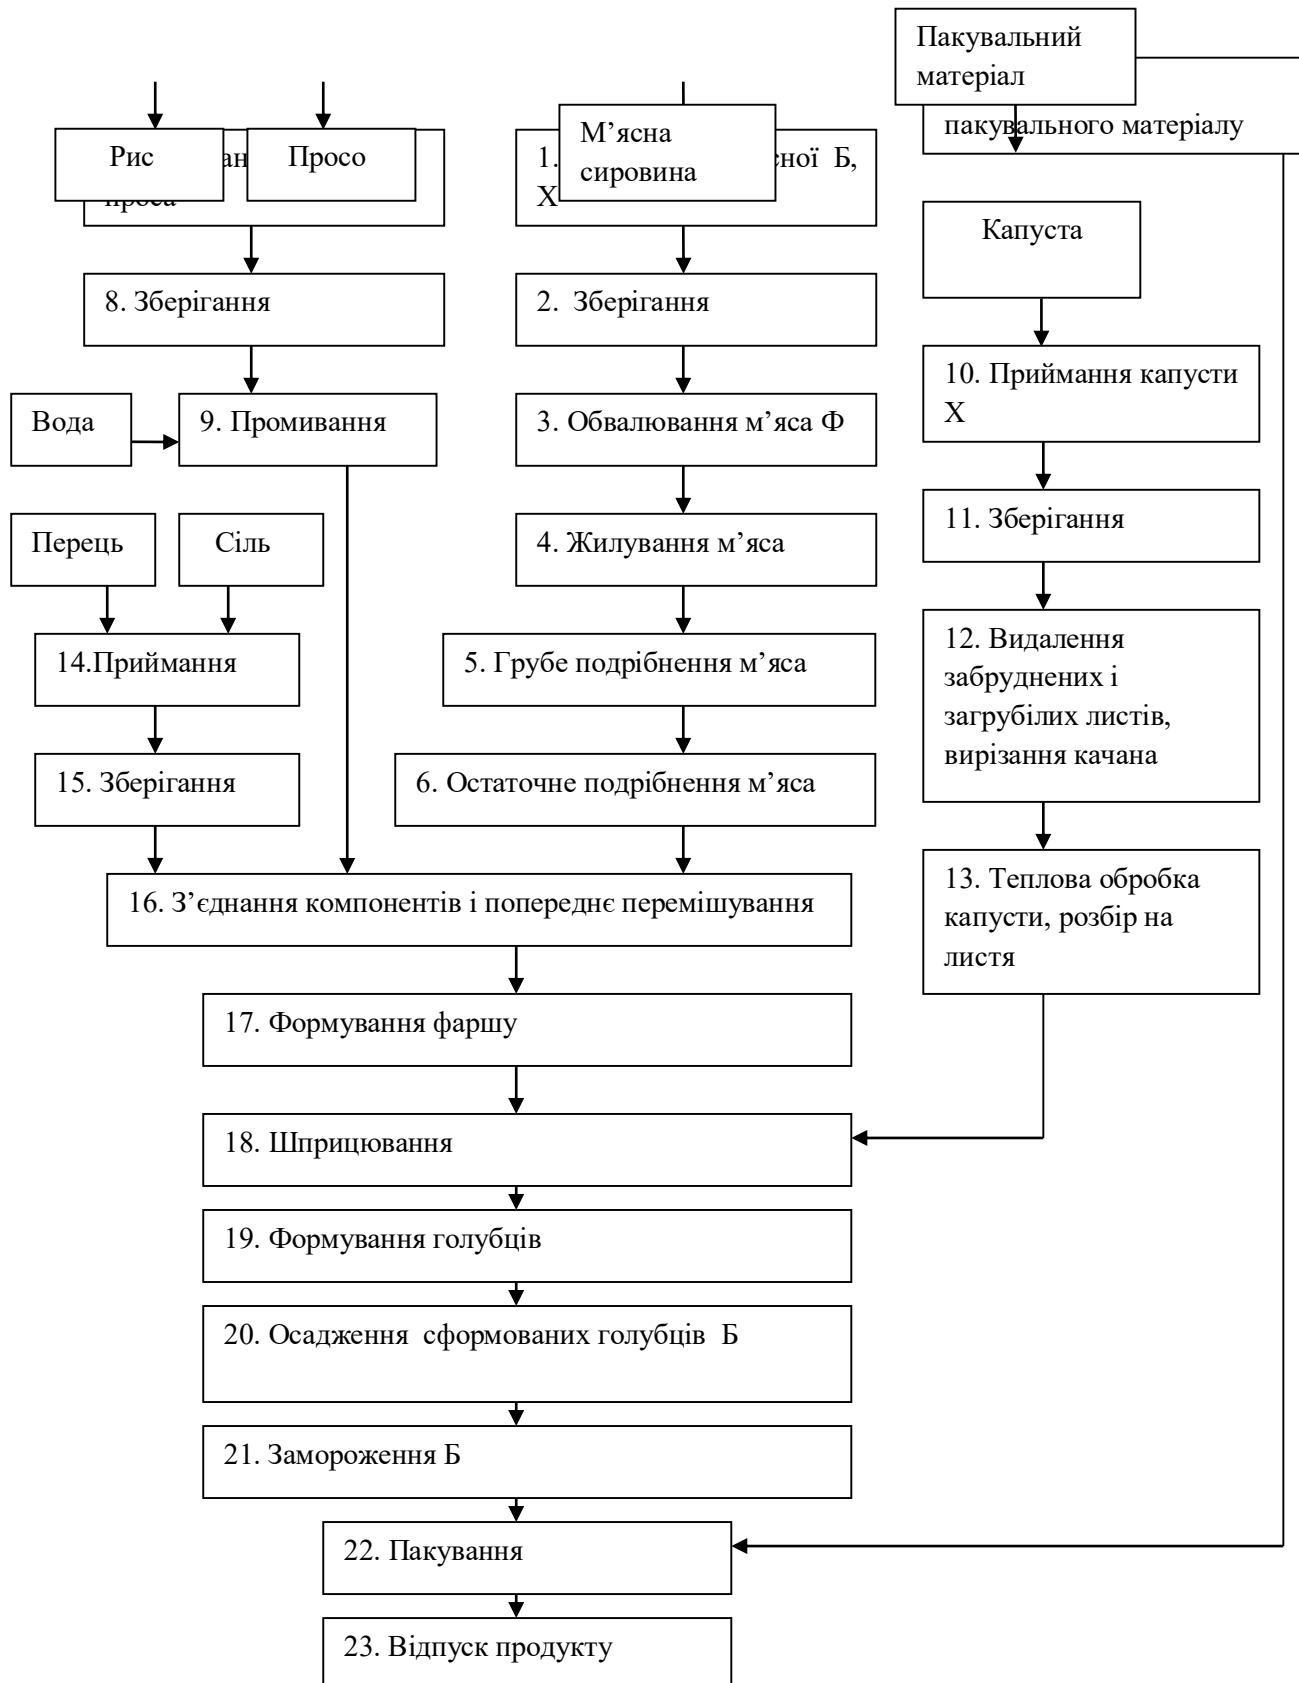 Пакувальний
матеріал
пакувального матеріалу
Рис
Просо
М’ясна
сировина
1.
Б,
Х
Капуста
8. Зберігання
2. Зберігання
10. Приймання капусти
Х
Вода
9. Промивання
3. Обвалювання м’яса Ф
11. Зберігання
Перець
Сіль
4. Жилування м’яса
12. Видалення
забруднених і
загрубілих листів,
вирізання качана
14.Приймання
5. Грубе подрібнення м’яса
15. Зберігання
6. Остаточне подрібнення м’яса
13. Теплова обробка
капусти, розбір на
листя
16. З’єднання компонентів і попереднє перемішування
17. Формування фаршу
18. Шприцювання
19. Формування голубців
20. Осадження сформованих голубців Б
21. Замороження Б
22. Пакування
23. Відпуск продукту